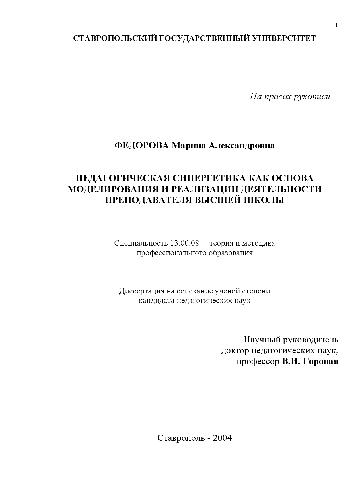 1
СТАВРОПОЛЬСКИЙ ГОСУДАРСТВЕННЫЙ УНИВЕРСИТЕТ
На правах рукописи
ФЕДОРОВА Марина Александровна
ПЕДАГОГИЧЕСКАЯ СИНЕРГЕТИКА КАК ОСНОВА
МОДЕЛИРОВАНИЯ И РЕАЛИЗАЦИИ ДЕЯТЕЛЬНОСТИ
ПРЕПОДАВАТЕЛЯ ВЫСШЕЙ ШКОЛЫ
Специальность 13.00.08 – теория и методика
профессионального образования
Диссертация на соискание ученой степени
кандидата педагогических наук
Научный руководитель
доктор педагогических наук,
профессор В.П.
Ставрополь - 2004